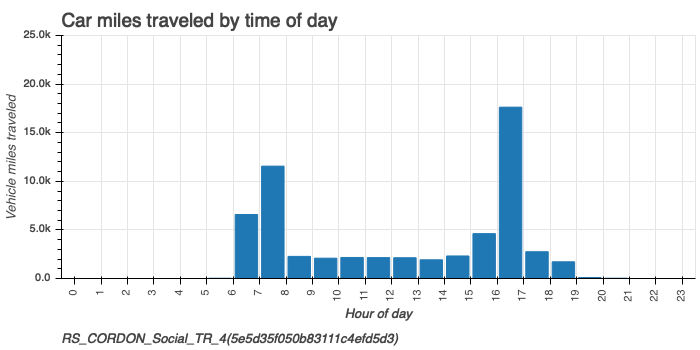 Car miles traveled by time of day
25.0k
20.0k
15.0k
10.0k
5.0k
0.0
Vehicle miles traveled
0 1 2 3 4 5 6 7 8 9 10 11 12 13 14 15 16 17 18 19 20 21 22 23
Hour of day
RS_CORDON_Social_TR_4(5e5d35f050b83111c4efd5d3)